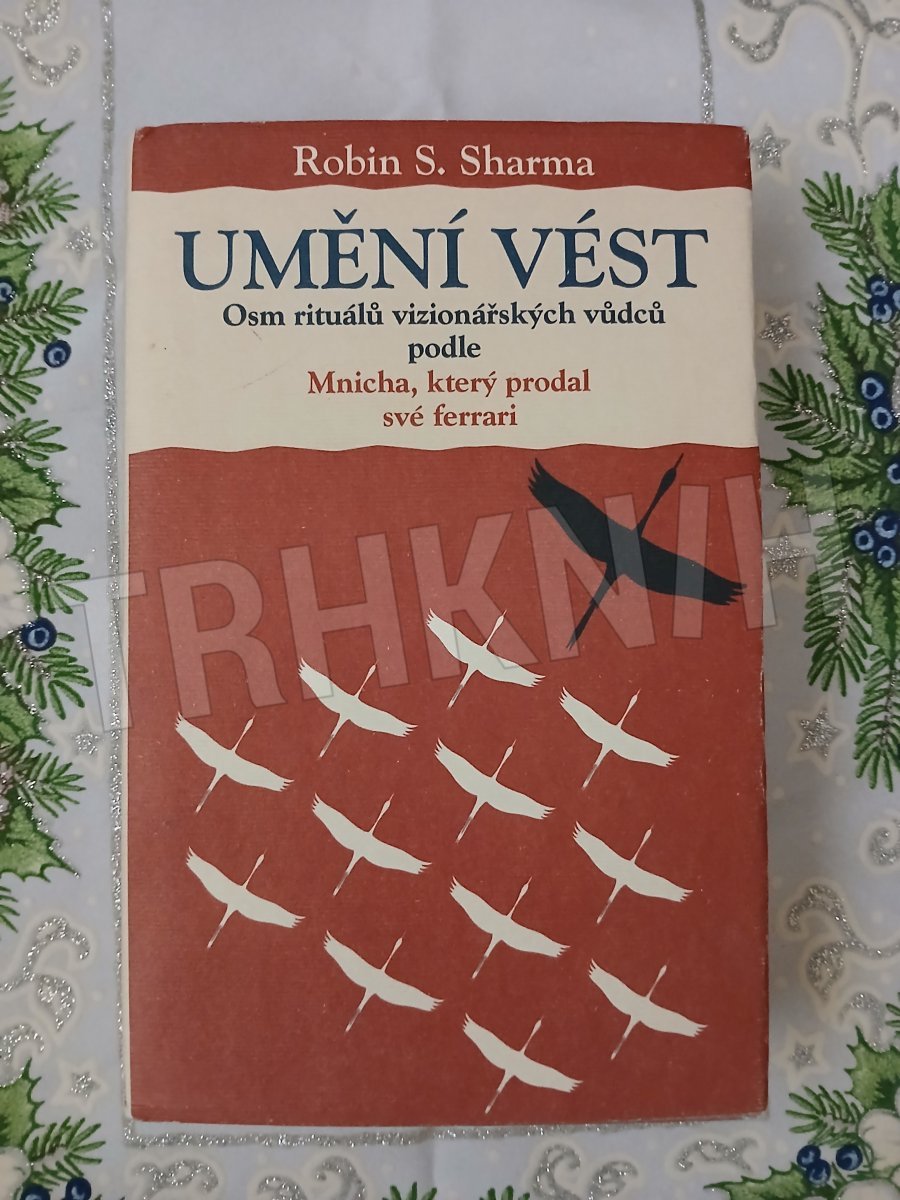 Robin S. Sharma
UMĚNÍ VÉST
Osm rituálů vizionářských vůdců
podle
Mnicha, který prodal
své ferrari
TRHKNIH